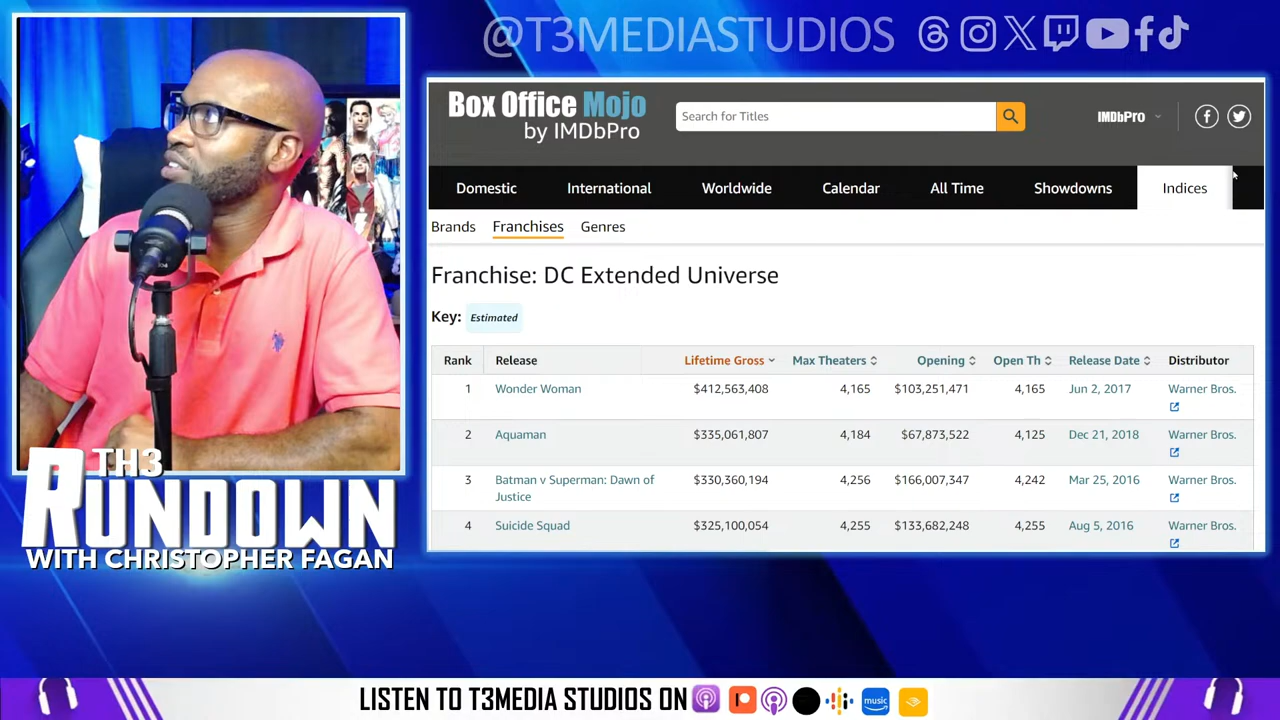 @T3MEDIASTUDIOS
Box Office Mojo
by IMDbPro
Search for Titles
IMDbPro
Domestic International Worldwide Calendar All Time Showdowns Indices
Brands Franchises Genres
Franchise: DC Extended Universe
Key: Estimated
Rank Release Lifetime Gross Max Theaters Opening Open Th Release Date Distributor
1 Wonder Woman $412,563,408 4,165 $103,251,471 4,165 Jun 2, 2017 Warner Bros.
2 Aquaman $335,061,807 4,184 $67,873,522 4,125 Dec 21, 2018 Warner Bros.
3 Batman v Superman: Dawn of $330,360,194 4,256 $166,007,347 4,242 Mar 25, 2016 Warner Bros.
Justice
4 Suicide Squad $325,100,054 4,255 $133,682,248 4,255 Aug 5, 2016 Warner Bros.
TH3
RUNDOWN
WITH CHRISTOPHER FAGAN
LISTEN TO T3MEDIA STUDIOS ON
music